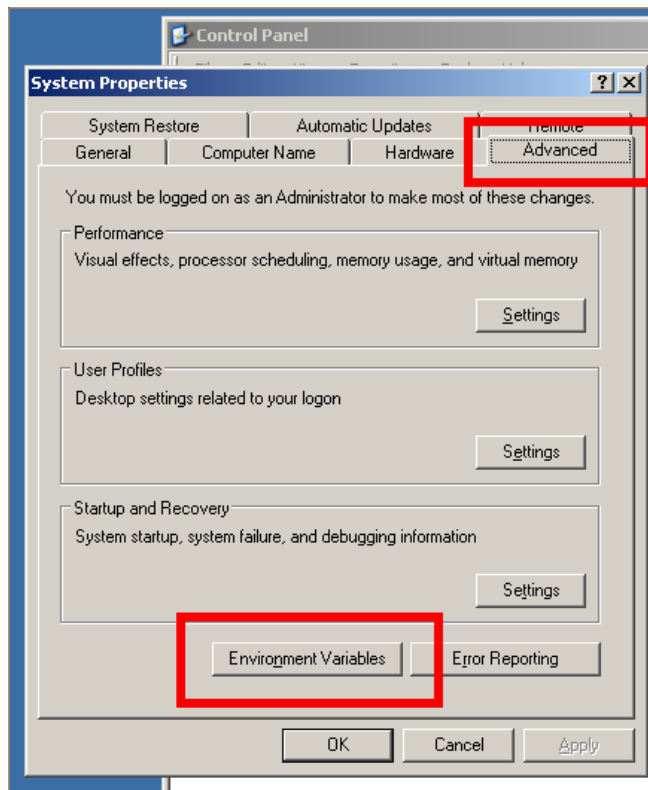 Control Panel
System Properties
System Restore
Automatic Updates
Remote
General
Computer Name
Hardware
Advanced
You must be logged on as an Administrator to make most of these changes.
Performance
Visual effects, processor scheduling, memory usage, and virtual memory
Settings
User Profiles
Desktop settings related to your logon
Settings
Startup and Recovery
System startup, system failure, and debugging information
Settings
Environment Variables
Error Reporting
OK
Cancel
Apply